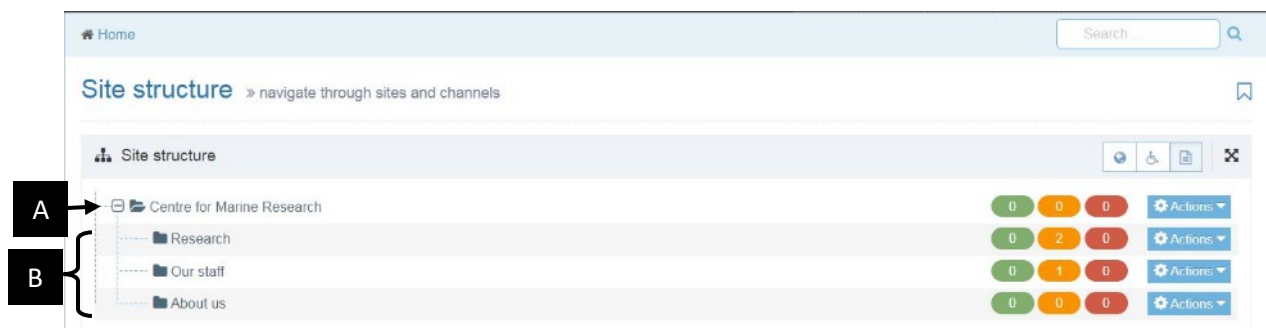 Home
Search ...
Site structure » navigate through sites and channels
Site structure
A
Centre for Marine Research 0 0 0 Actions
Research 0 2 0 Actions
B
Our staff 0 1 0 Actions
About us 0 0 0 Actions